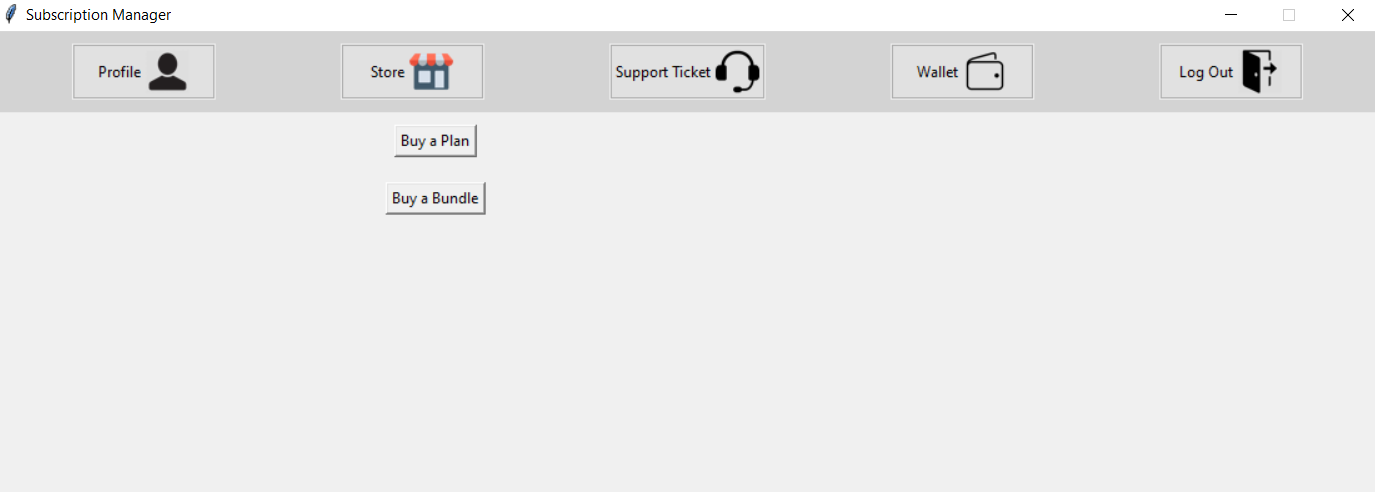 Subscription Manager
Profile
Store
Support Ticket
Wallet
Log Out
Buy a Plan
Buy a Bundle